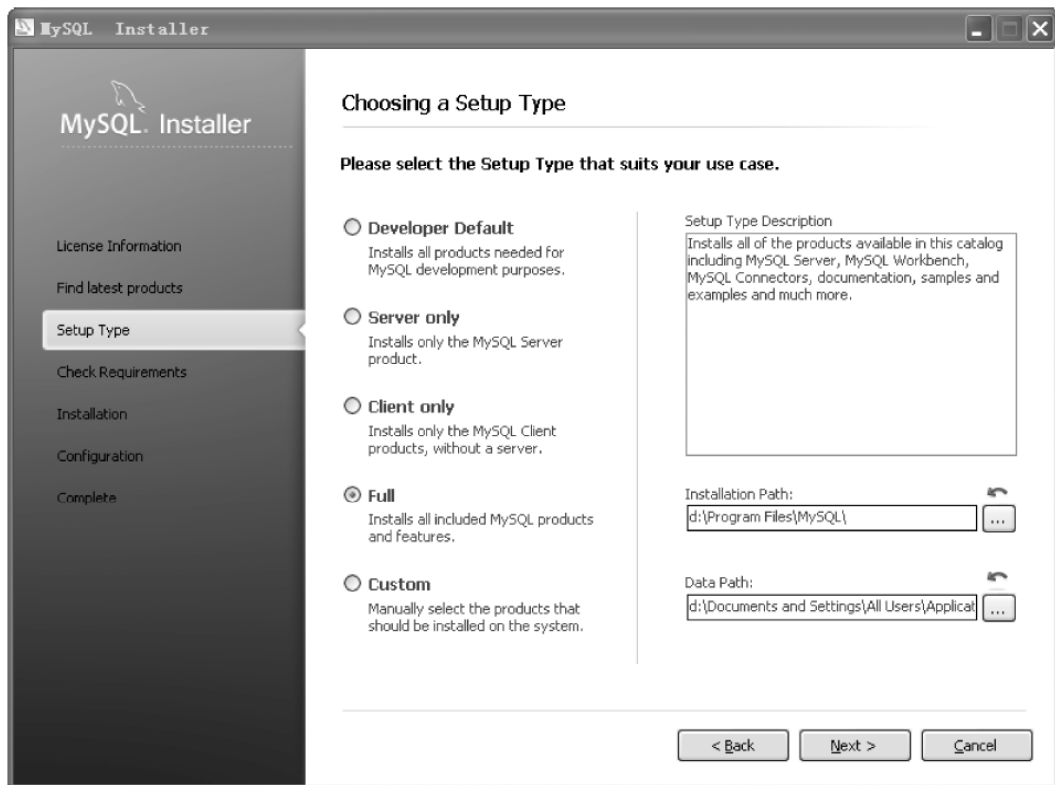 MySQL Installer
MySQL. Installer
License Information
Find latest products
Setup Type
Check Requirements
Installation
Configuration
Complete
Choosing a Setup Type
Please select the Setup Type that suits your use case.
Developer Default
Installs all products needed for
MySQL development purposes.
Server only
Installs only the MySQL Server
product.
Client only
Installs only the MySQL Client
products, without a server.
Full
Installs all included MySQL products
and features.
Custom
Manually select the products that
should be installed on the system.
Setup Type Description
Installs all of the products available in this catalog
including MySQL Server, MySQL Workbench,
MySQL Connectors, documentation, samples and
examples and much more.
Installation Path:
d:\Program Files\MySQL\
...
Data Path:
d:\Documents and Settings\All Users\Applicat
...
< Back
Next >
Cancel